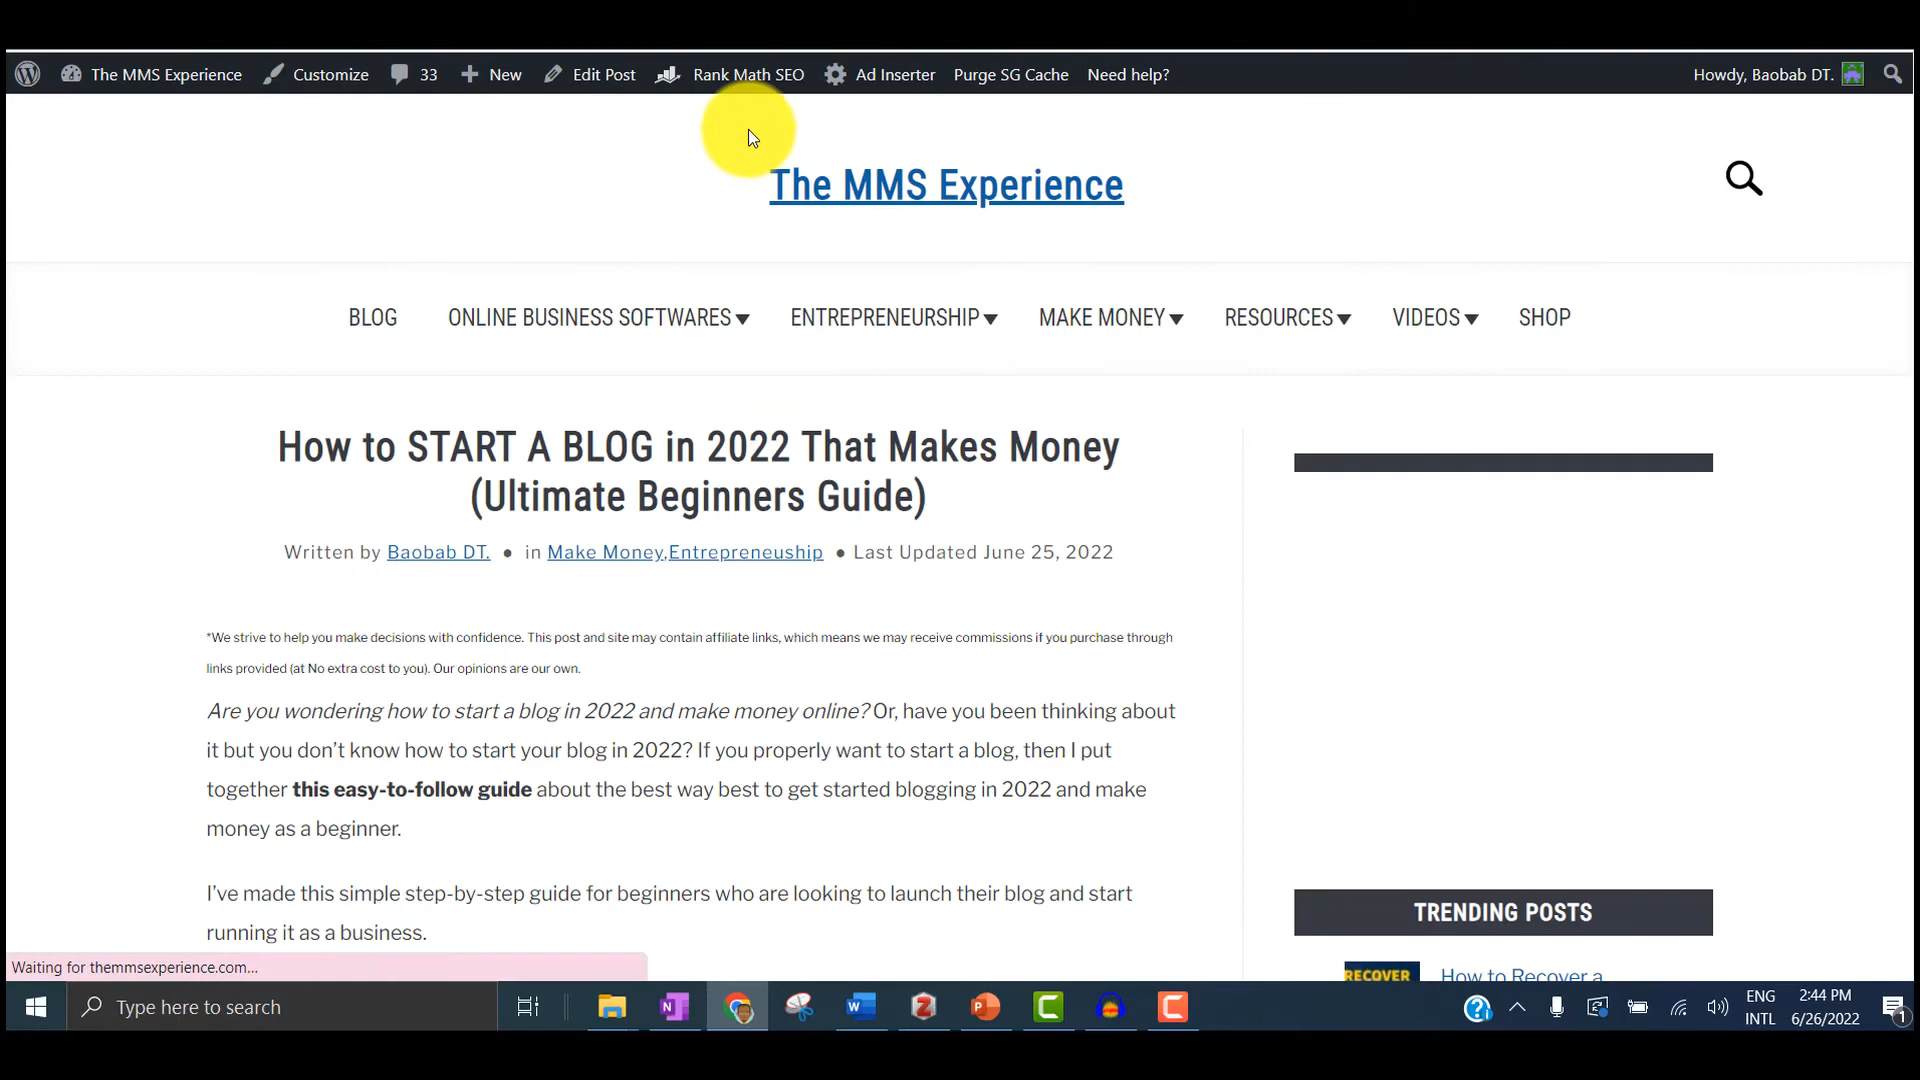 The MMS Experience Customize 33 New Edit Post Rank Math SEO Ad Inserter Purge SG Cache Need help? Howdy, Baobab DT.
The MMS Experience
BLOG ONLINE BUSINESS SOFTWARES ENTREPRENEURSHIP MAKE MONEY RESOURCES VIDEOS SHOP
How to START A BLOG in 2022 That Makes Money
(Ultimate Beginners Guide)
Written by Baobab DT. ● in Make Money,Entrepreneuship ● Last Updated June 25, 2022
*We strive to help you make decisions with confidence. This post and site may contain affiliate links, which means we may receive commissions if you purchase through
links provided (at No extra cost to you). Our opinions are our own.
Are you wondering how to start a blog in 2022 and make money online? Or, have you been thinking about
it but you don't know how to start your blog in 2022? If you properly want to start a blog, then I put
together this easy-to-follow guide about the best way best to get started blogging in 2022 and make
money as a beginner.
I've made this simple step-by-step guide for beginners who are looking to launch their blog and start
running it as a business.
TRENDING POSTS
RECOVER How to Recover a
Waiting for themmsexperience.com...
Type here to search
ENG
INTL
2:44 PM
6/26/2022
1